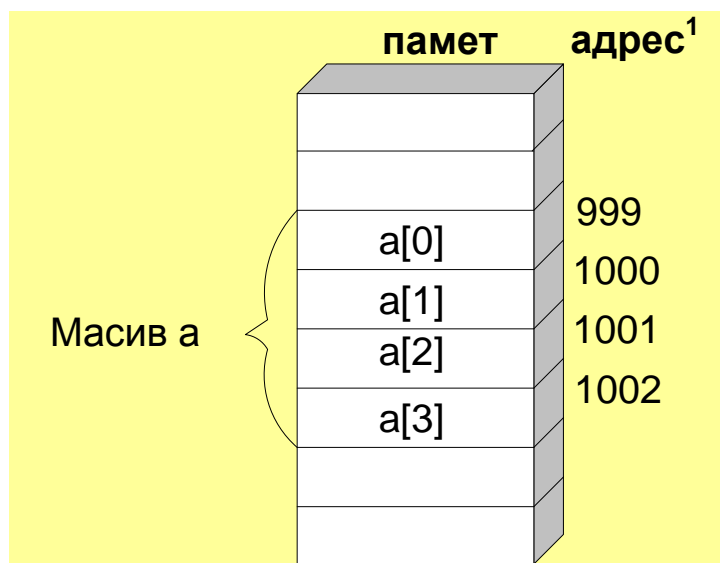 памет адрес¹
999
a[0]
1000
a[1]
Масив а 1001
a[2]
1002
a[3]